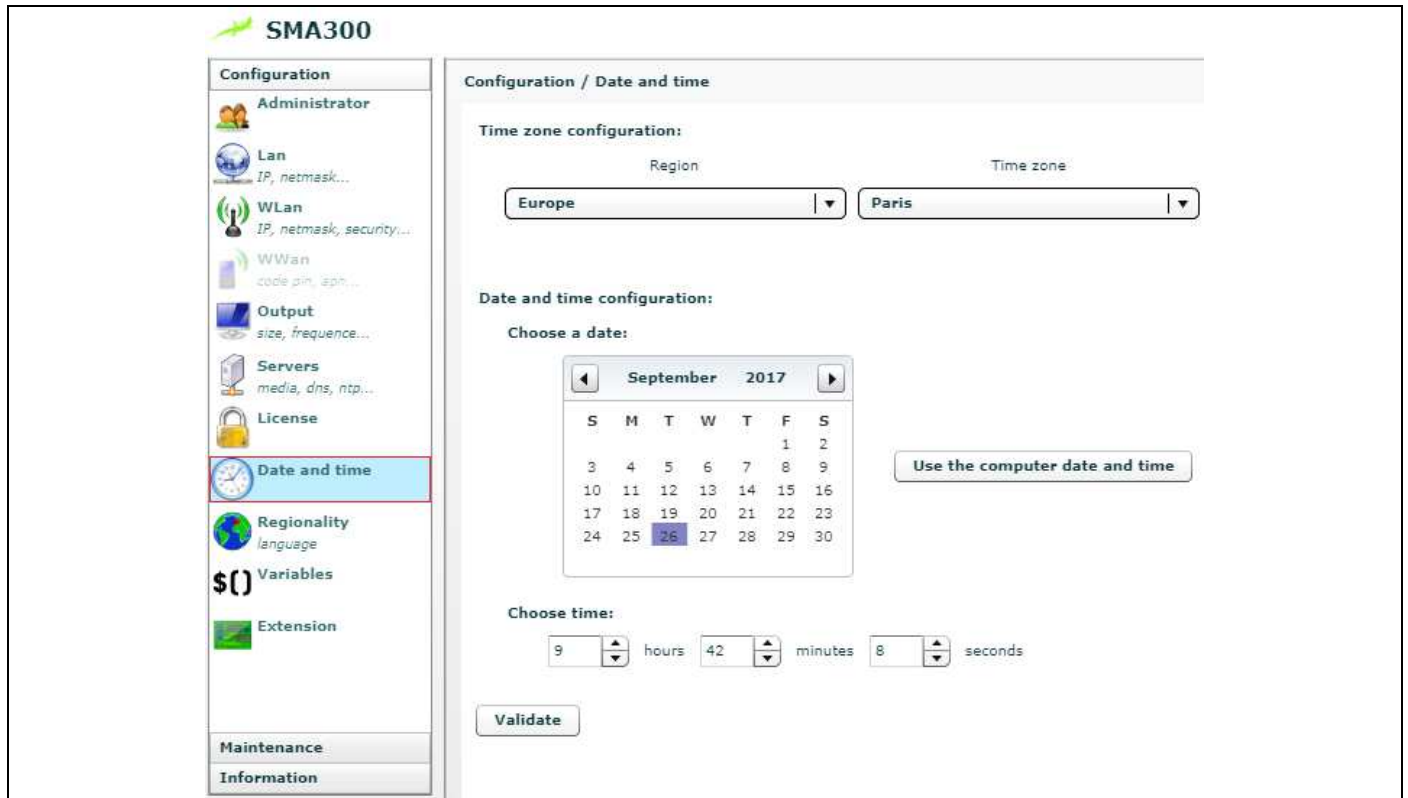 SMA300
Configuration
Administrator
Lan
IP, netmask...
WLan
IP, netmask, security...
WWan
code pin, apn...
Output
size, frequence...
Servers
media, dns, ntp...
License
Date and time
Regionality
language
$() Variables
Extension
Maintenance
Information
Configuration / Date and time
Time zone configuration:
Region Time zone
Europe Paris
Date and time configuration:
Choose a date:
September 2017
S M T W T F S
1 2
3 4 5 6 7 8 9
10 11 12 13 14 15 16
17 18 19 20 21 22 23
24 25 26 27 28 29 30
Use the computer date and time
Choose time:
9 hours 42 minutes 8 seconds
Validate